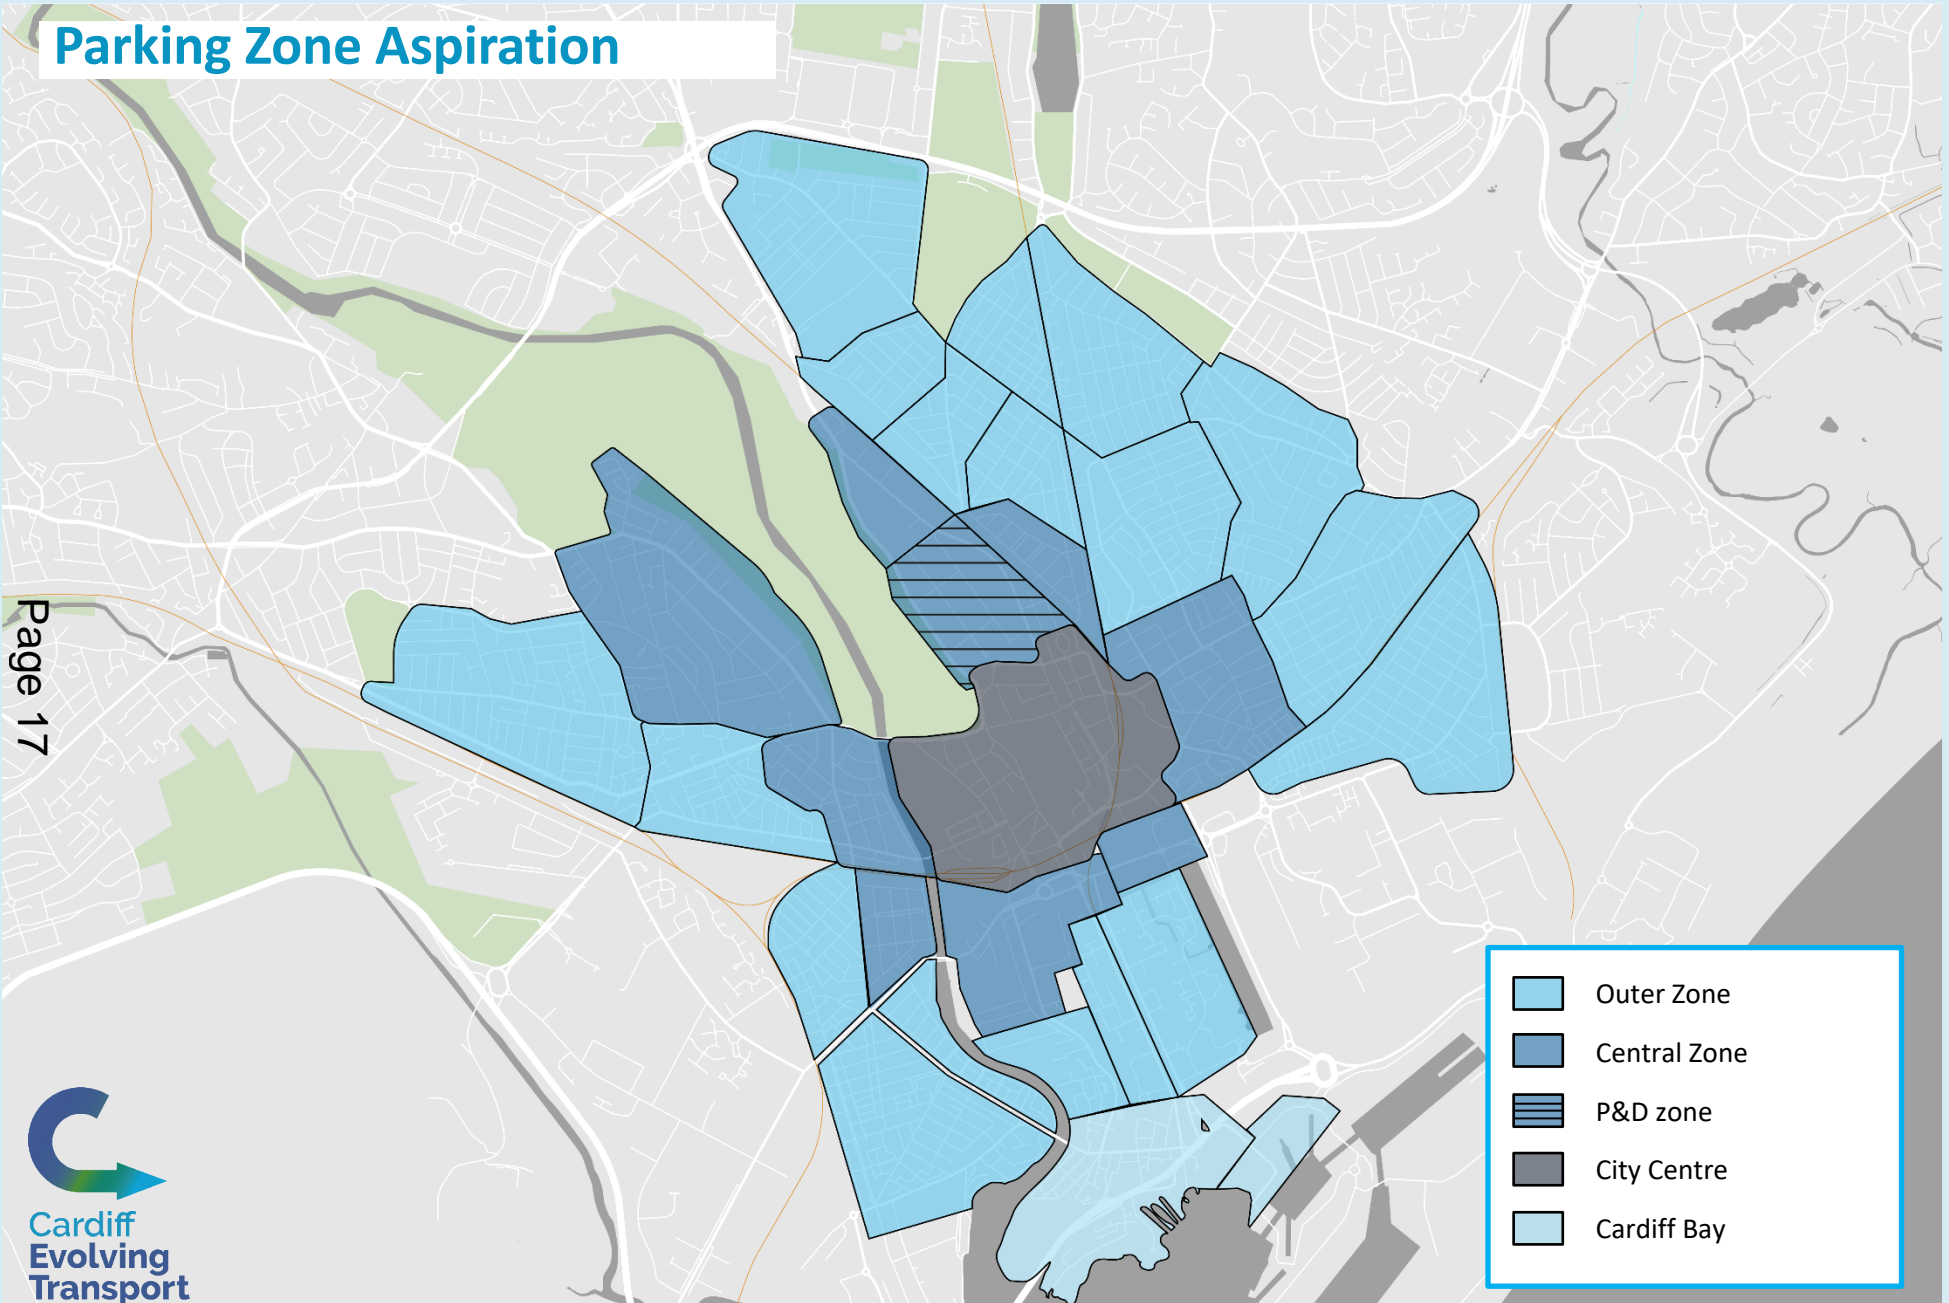 Parking Zone Aspiration
Page 17
Outer Zone
Central Zone
P&D zone
City Centre
Cardiff Bay
Cardiff
Evolving
Transport